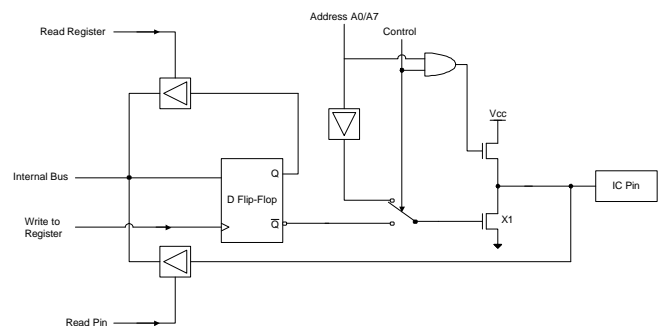 Address A0/A7
Read Register
Control
Vcc
Internal Bus
Q
D Flip-Flop
IC Pin
Write to
Register
Q
X1
Read Pin